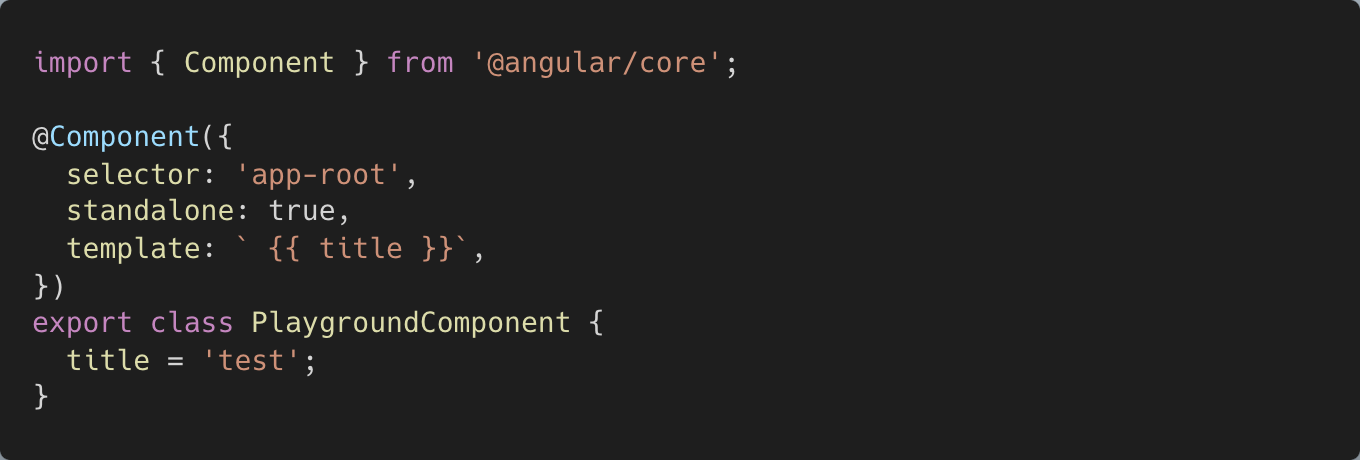 import { Component } from '@angular/core';

@Component({
  selector: 'app-root',
  standalone: true,
  template: ` {{ title }}`,
})
export class PlaygroundComponent {
  title = 'test';
}